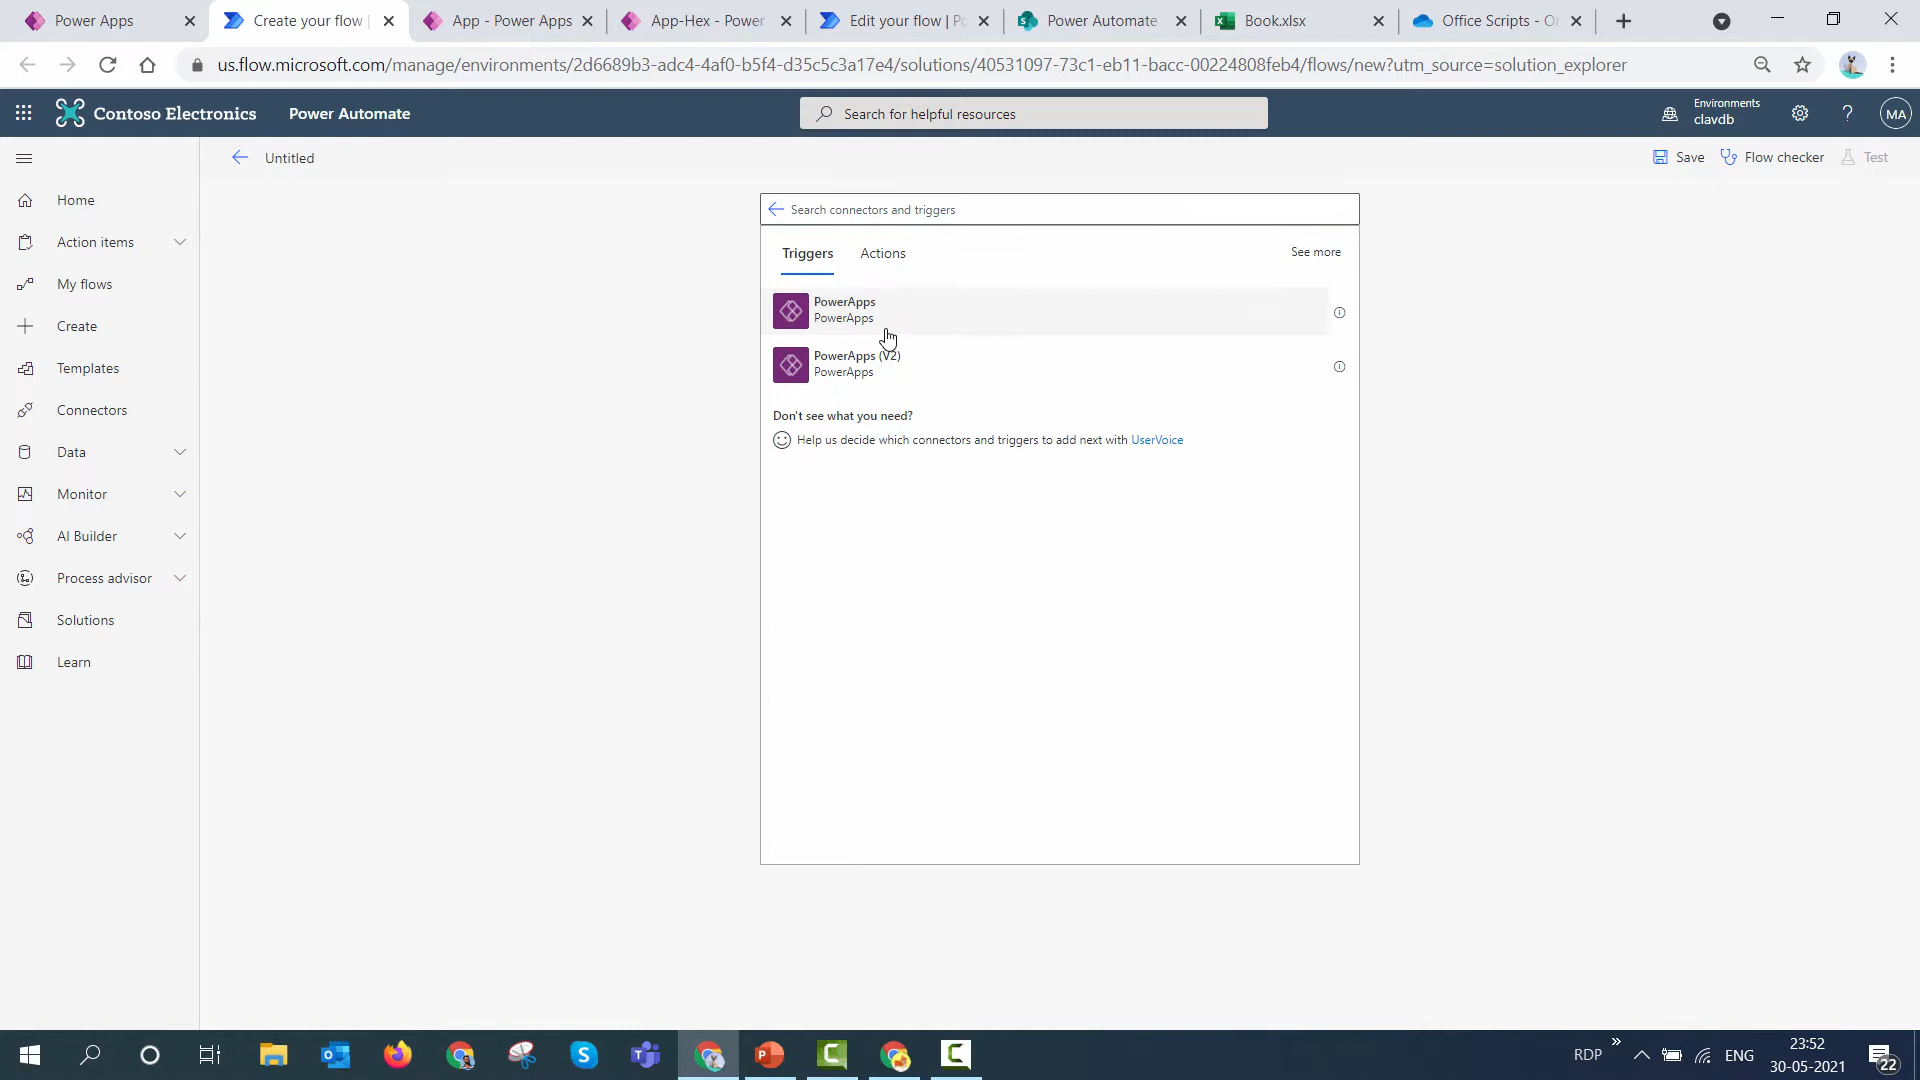 Power Apps
Create your flow |
App - Power Apps
App-Hex - Power
Edit your flow | Po
Power Automate
Book.xlsx
Office Scripts - On
us.flow.microsoft.com/manage/environments/2d6689b3-adc4-4af0-b5f4-d35c5c3a17e4/solutions/40531097-73c1-eb11-bacc-00224808feb4/flows/new?utm_source=solution_explorer
Contoso Electronics
Power Automate
Search for helpful resources
Environments
clavdb
MA
Untitled
Save
Flow checker
Test
Home
Action items
My flows
Create
Templates
Connectors
Data
Monitor
AI Builder
Process advisor
Solutions
Learn
Search connectors and triggers
Triggers
Actions
See more
PowerApps
PowerApps
PowerApps (V2)
PowerApps
Don't see what you need?
Help us decide which connectors and triggers to add next with UserVoice
RDP
ENG
23:52
30-05-2021
22